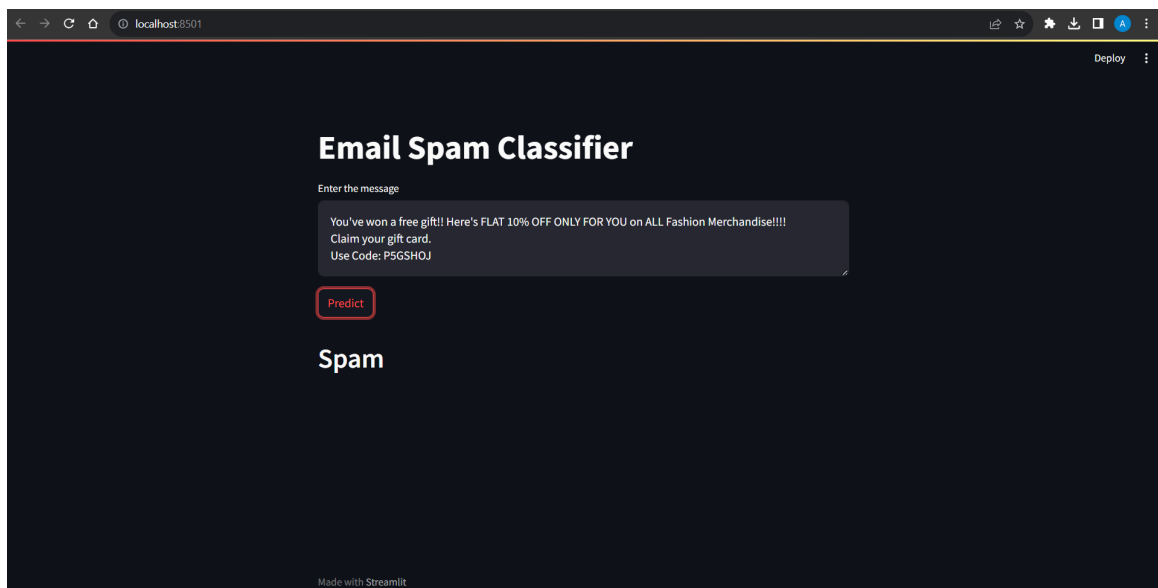 localhost:8501
A
Deploy
Email Spam Classifier
Enter the message
You've won a free gift!! Here's FLAT 10% OFF ONLY FOR YOU on ALL Fashion Merchandise!!!!
Claim your gift card.
Use Code: P5GSHOJ
Predict
Spam
Made with Streamlit